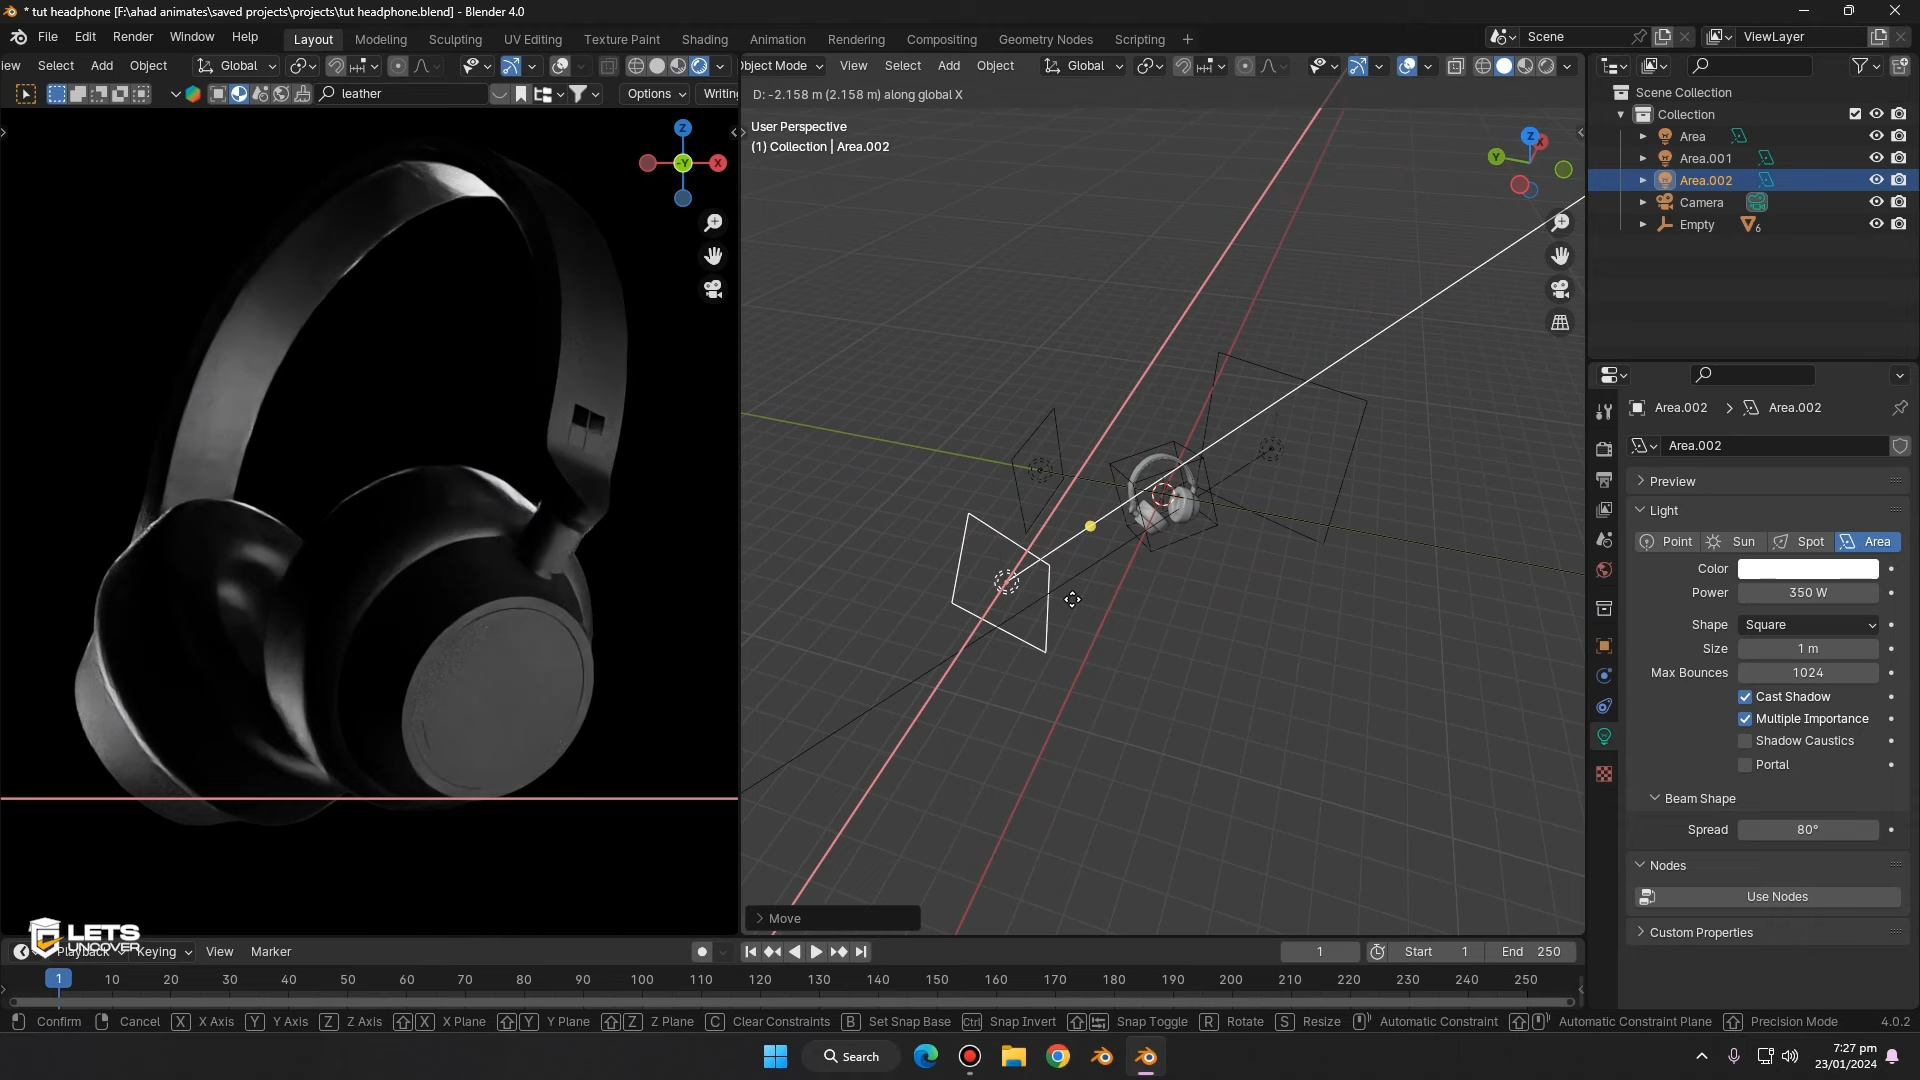 * tut headphone [F:\ahad animates\saved projects\projects\tut headphone.blend] - Blender 4.0
File Edit Render Window Help
Layout Modeling Sculpting UV Editing Texture Paint Shading Animation Rendering Compositing Geometry Nodes Scripting +
Scene
ViewLayer
iew Select Add Object Global
bject Mode View Select Add Object Global
leather
Options
Writin
D: -2.158 m (2.158 m) along global X
User Perspective
(1) Collection | Area.002
Z
X
-Y
Z
Y
X
Scene Collection
Collection
Area
Area.001
Area.002
Camera
Empty 6
Area.002 > Area.002
Area.002
Preview
Light
Point Sun Spot Area
Color
Power 350 W
Shape Square
Size 1 m
Max Bounces 1024
Cast Shadow
Multiple Importance
Shadow Caustics
Portal
Beam Shape
Spread 80°
Nodes
Use Nodes
Custom Properties
> Move
LETS
UNCOVER
Playback Keying View Marker
1
Start 1
End 250
1 10 20 30 40 50 60 70 80 90 100 110 120 130 140 150 160 170 180 190 200 210 220 230 240 250
Confirm Cancel X X Axis Y Y Axis Z Z Axis X X Plane Y Y Plane Z Z Plane C Clear Constraints B Set Snap Base Ctrl Snap Invert Snap Toggle R Rotate S Resize Automatic Constraint Automatic Constraint Plane Precision Mode 4.0.2
Search
7:27 pm
23/01/2024